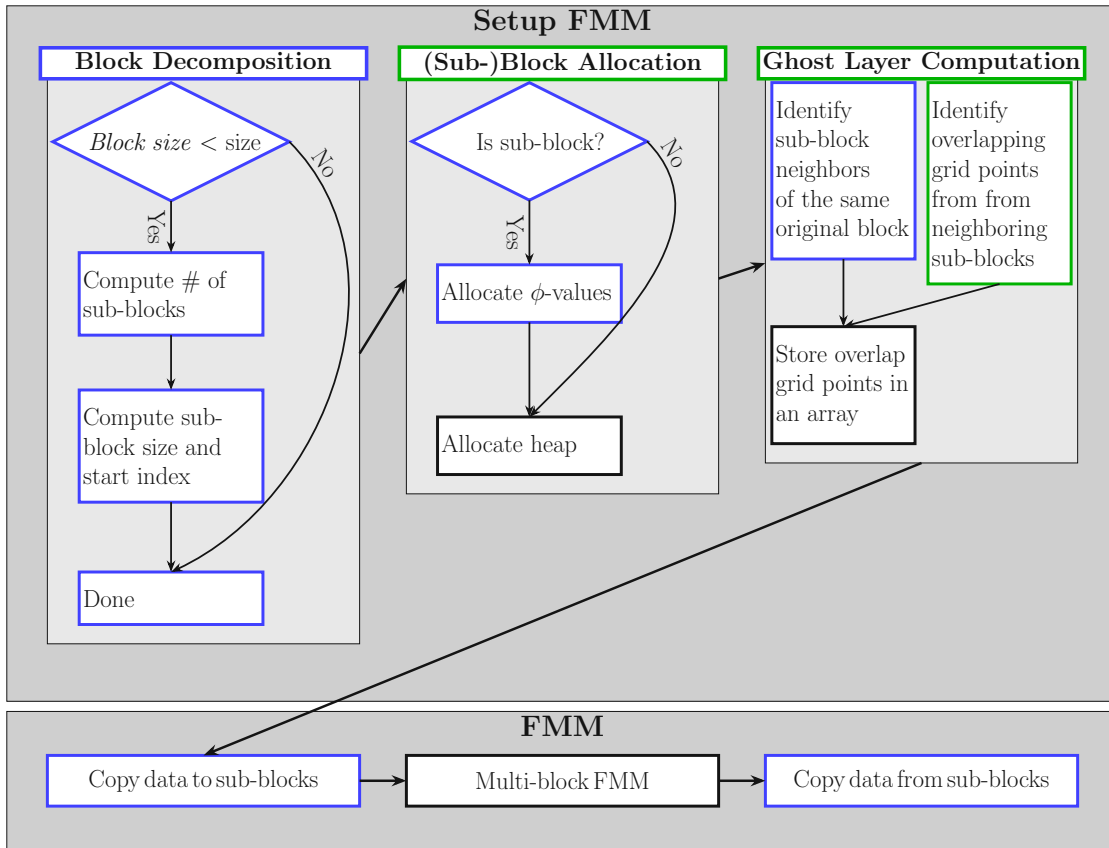 Setup FMM
Block Decomposition
Block size < size
No
Yes
Compute # of
sub-blocks
Compute sub-
block size and
start index
Done
(Sub-)Block Allocation
Is sub-block?
No
Yes
Allocate ϕ-values
Allocate heap
Ghost Layer Computation
Identify
sub-block
neighbors
of the same
original block
Identify
overlapping
grid points
from from
neighboring
sub-blocks
Store overlap
grid points in
an array
FMM
Copy data to sub-blocks
Multi-block FMM
Copy data from sub-blocks